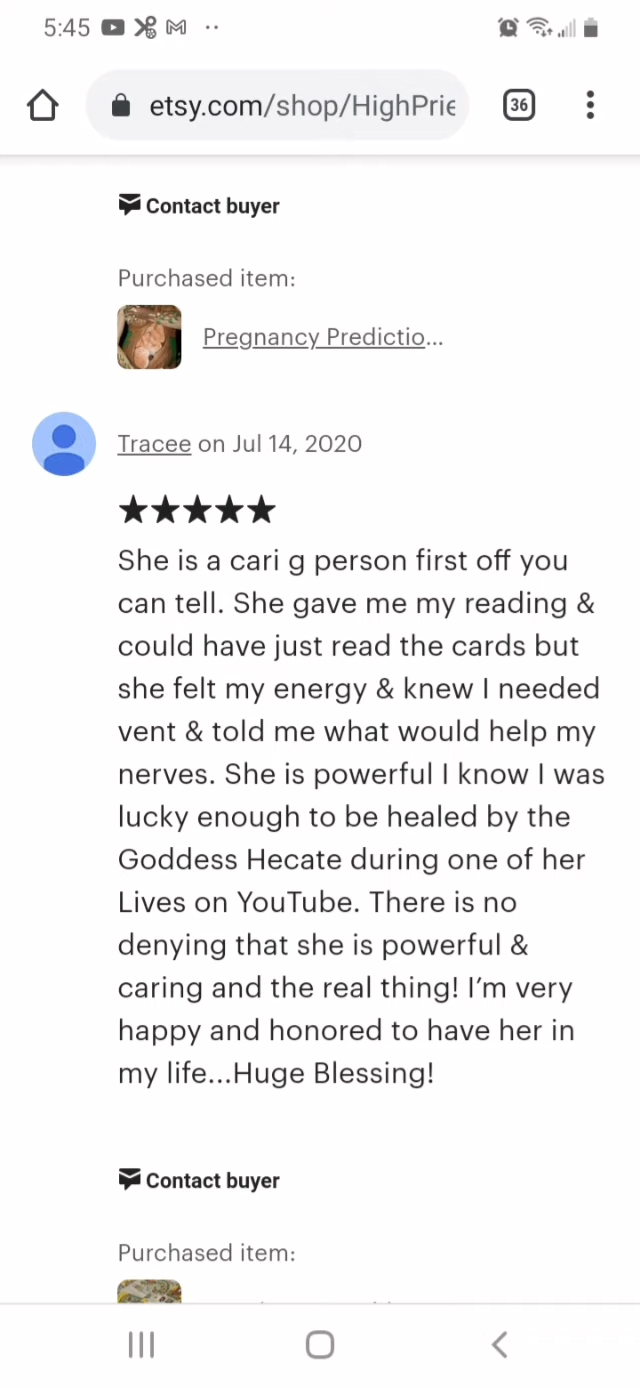 5:45
etsy.com/shop/HighPrie
36
Contact buyer
Purchased item:
Pregnancy Predictio...
Tracee on Jul 14, 2020
She is a cari g person first off you
can tell. She gave me my reading &
could have just read the cards but
she felt my energy & knew I needed
vent & told me what would help my
nerves. She is powerful I know I was
lucky enough to be healed by the
Goddess Hecate during one of her
Lives on YouTube. There is no
denying that she is powerful &
caring and the real thing! I'm very
happy and honored to have her in
my life...Huge Blessing!
Contact buyer
Purchased item: